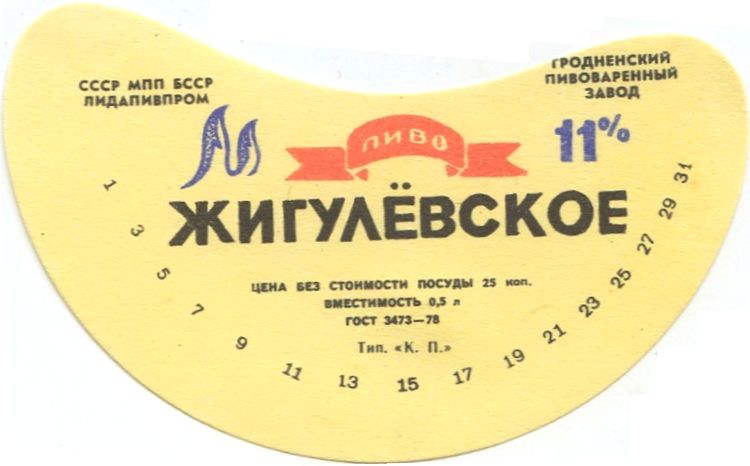 СССР МПП БССР
ЛИДАПИВПРОМ
ГРОДНЕНСКИЙ
ПИВОВАРЕННЫЙ
ЗАВОД
ПИВО
11%
ЖИГУЛЁВСКОЕ
ЦЕНА БЕЗ СТОИМОСТИ ПОСУДЫ 25 коп.
ВМЕСТИМОСТЬ 0,5 л
ГОСТ 3473—78
Тип. «К. П.»
1 3 5 7 9 11 13 15 17 19 21 23 25 27 29 31